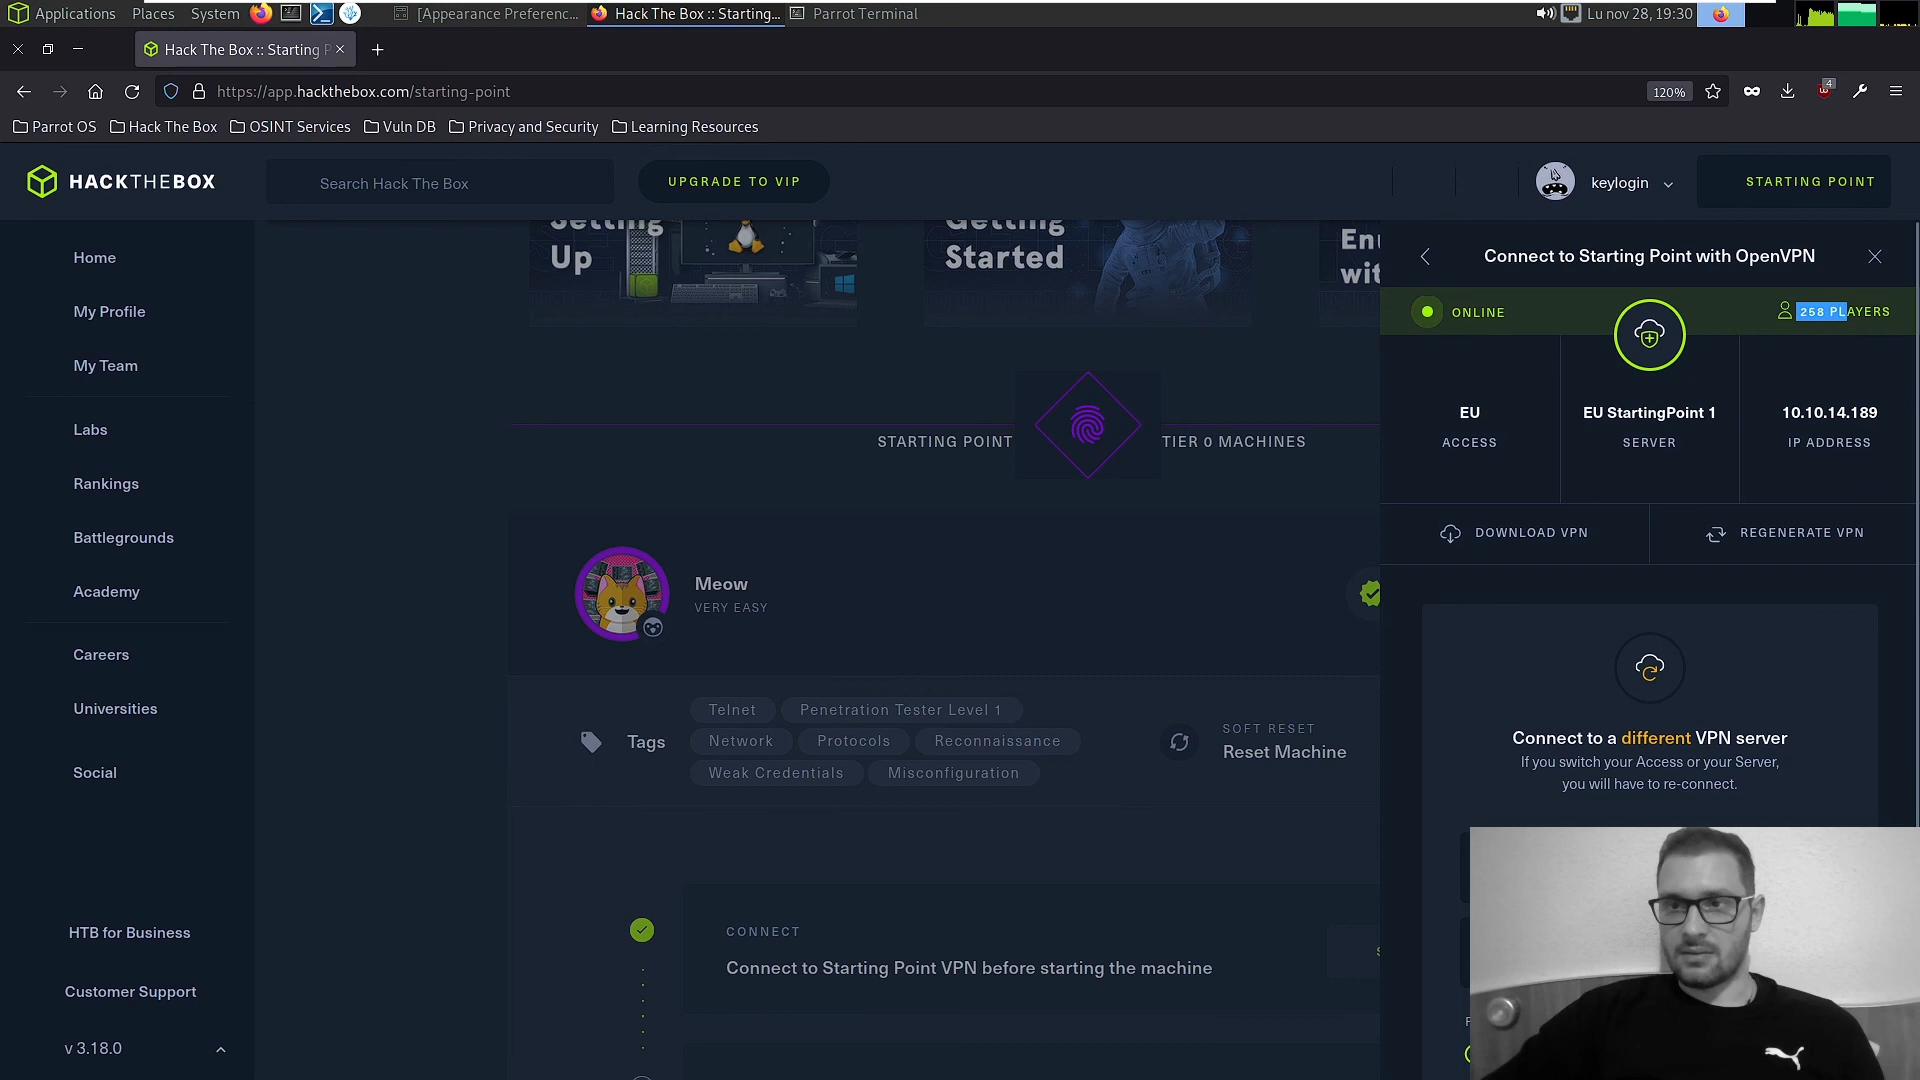 Applications Places System [Appearance Preferenc... Hack The Box :: Starting... Parrot Terminal Lu nov 28, 19:30
Hack The Box :: Starting P
https://app.hackthebox.com/starting-point 120% 4
Parrot OS Hack The Box OSINT Services Vuln DB Privacy and Security Learning Resources
HACKTHEBOX Search Hack The Box UPGRADE TO VIP keylogin STARTING POINT
Home
My Profile
My Team
Labs
Rankings
Battlegrounds
Academy
Careers
Universities
Social
HTB for Business
Customer Support
v 3.18.0
Setting
Up
Getting
Started
Enu
wit
STARTING POINT TIER 0 MACHINES
Meow
VERY EASY
Tags
Telnet Penetration Tester Level 1
Network Protocols Reconnaissance
Weak Credentials Misconfiguration
SOFT RESET
Reset Machine
CONNECT
Connect to Starting Point VPN before starting the machine
Connect to Starting Point with OpenVPN
ONLINE 258 PLAYERS
EU EU StartingPoint 1 10.10.14.189
ACCESS SERVER IP ADDRESS
DOWNLOAD VPN REGENERATE VPN
Connect to a different VPN server
If you switch your Access or your Server,
you will have to re-connect.